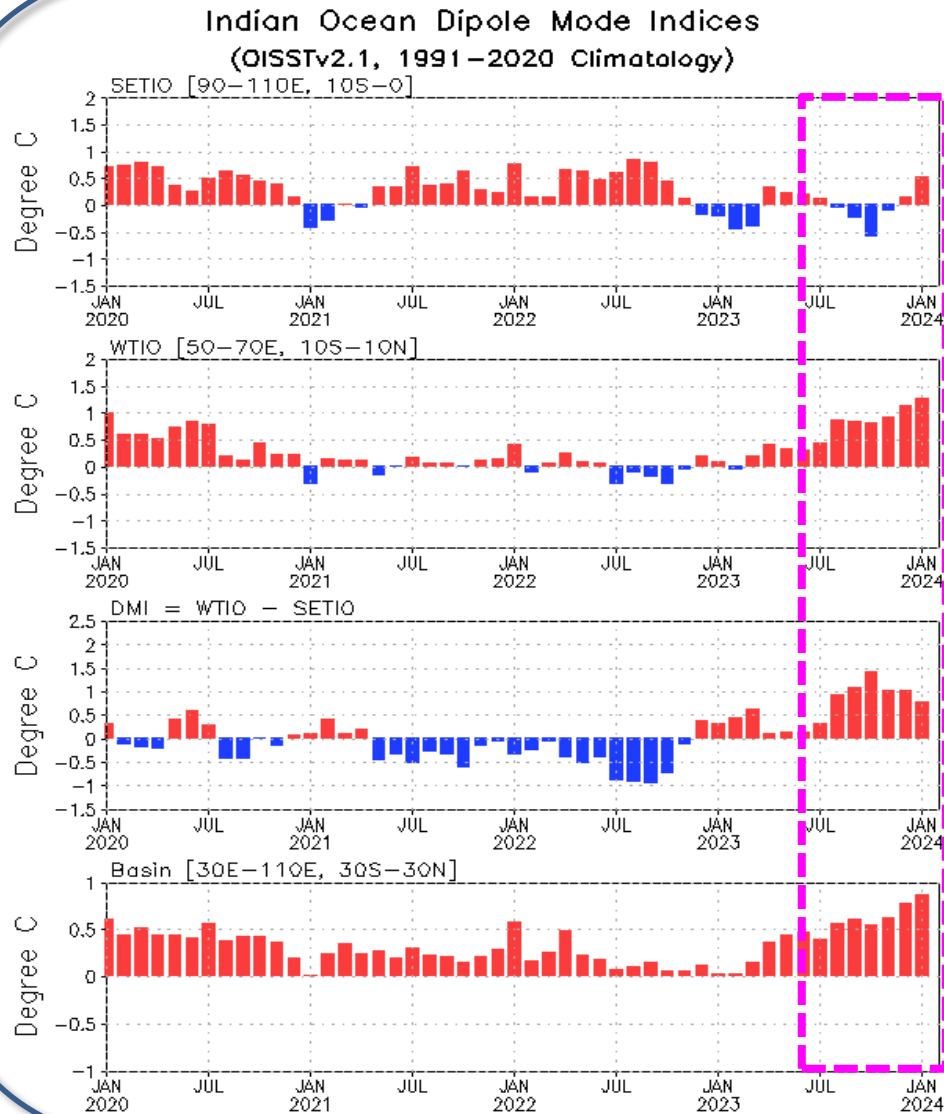 Indian Ocean Dipole Mode Indices
(OISSTv2.1, 1991-2020 Climatology)
SETIO [90-110E, 10S-0]
Degree C
2
1.5
1
0.5
0
-0.5
-1
-1.5
JAN JUL JAN JUL JAN JUL JAN JUL JAN
2020 2021 2022 2023 2024
WTIO [50-70E, 10S-10N]
Degree C
2
1.5
1
0.5
0
-0.5
-1
-1.5
JAN JUL JAN JUL JAN JUL JAN JUL JAN
2020 2021 2022 2023 2024
DMI = WTIO - SETIO
Degree C
2.5
2
1.5
1
0.5
0
-0.5
-1
-1.5
JAN JUL JAN JUL JAN JUL JAN JUL JAN
2020 2021 2022 2023 2024
Basin [30E-110E, 30S-30N]
Degree C
1
0.5
0
-0.5
-1
JAN JUL JAN JUL JAN JUL JAN JUL JAN
2020 2021 2022 2023 2024